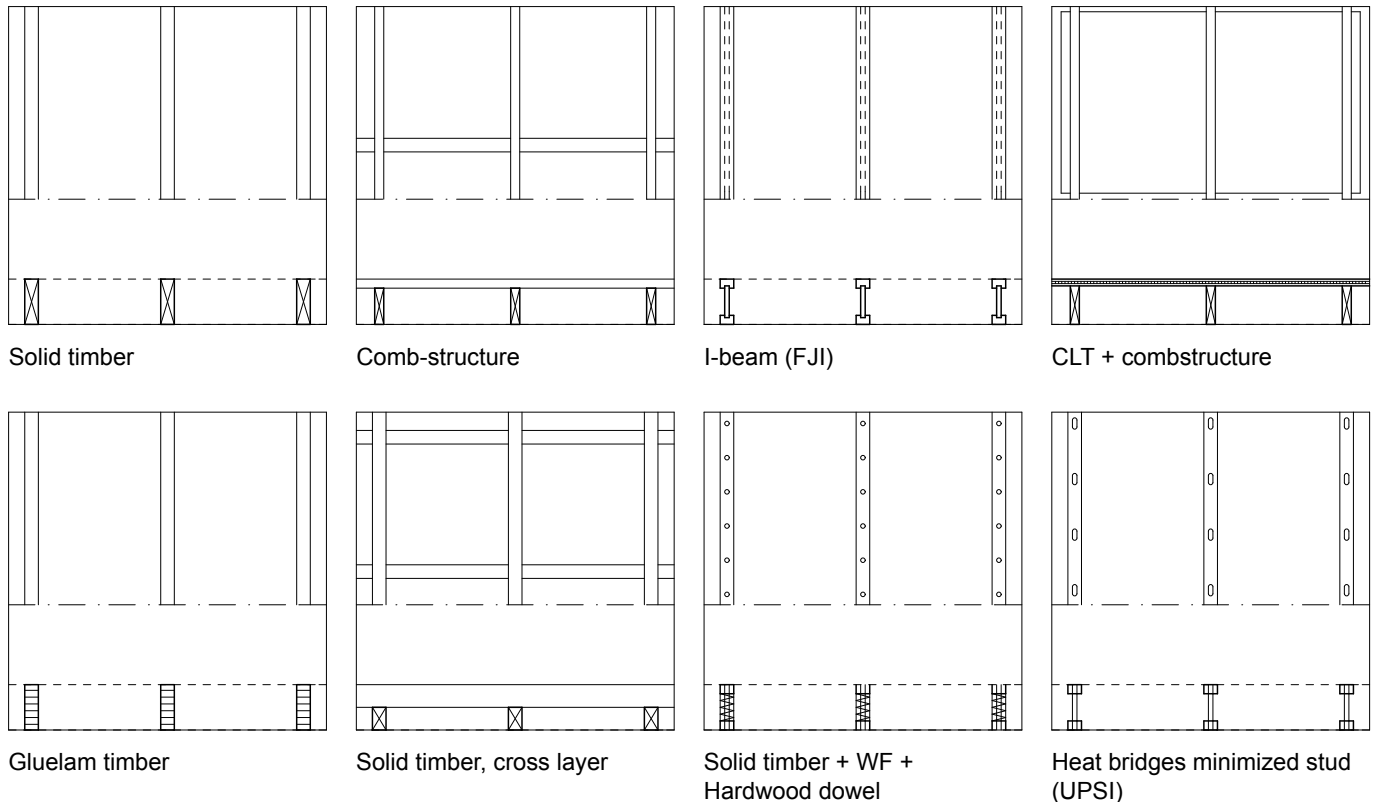 Solid timber
Comb-structure
I-beam (FJI)
CLT + combstructure
Gluelam timber
Solid timber, cross layer
Solid timber + WF +
Hardwood dowel
Heat bridges minimized stud
(UPSI)